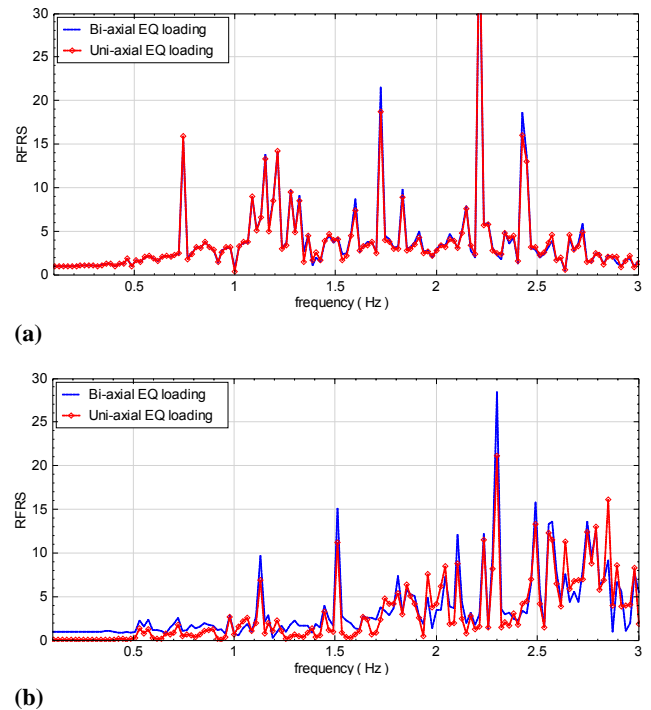 30
25
20
15
10
5
0
RFRS
Bi-axial EQ loading
Uni-axial EQ loading
0.5 1 1.5 2 2.5 3
frequency ( Hz )
(a)
30
25
20
15
10
5
0
RFRS
Bi-axial EQ loading
Uni-axial EQ loading
0.5 1 1.5 2 2.5 3
frequency ( Hz )
(b)